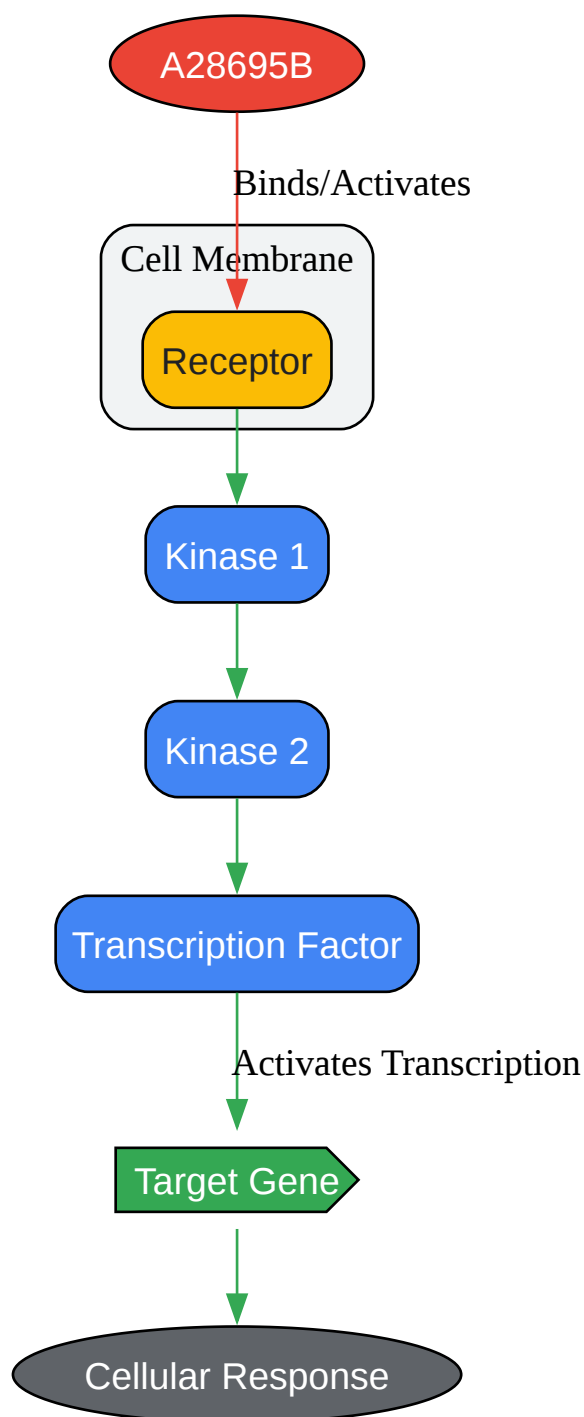 A28695B
Binds/Activates
Cell Membrane
Receptor
Kinase 1
Kinase 2
Transcription Factor
Activates Transcription
Target Gene
Cellular Response